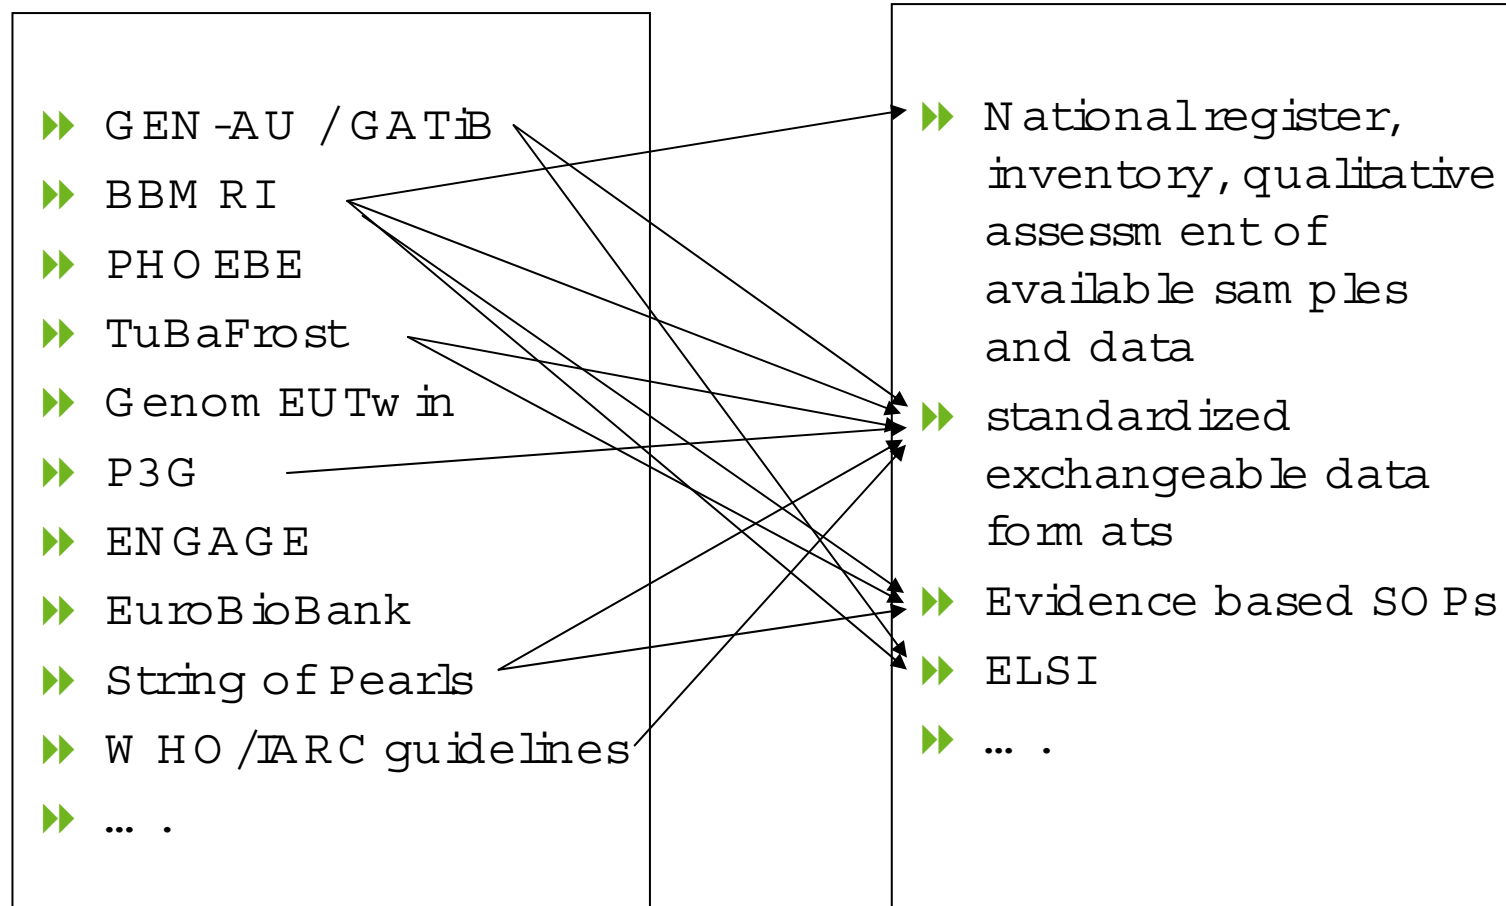 GEN-AU / GATiB
BBMRI
PHOEBE
TuBaFrost
GenomEUTwin
P3G
ENGAGE
EuroBioBank
String of Pearls
WHO/IARC guidelines
... .
National register,
inventory, qualitative
assessment of
available samples
and data
standardized
exchangeable data
formats
Evidence based SOPs
ELSI
... .